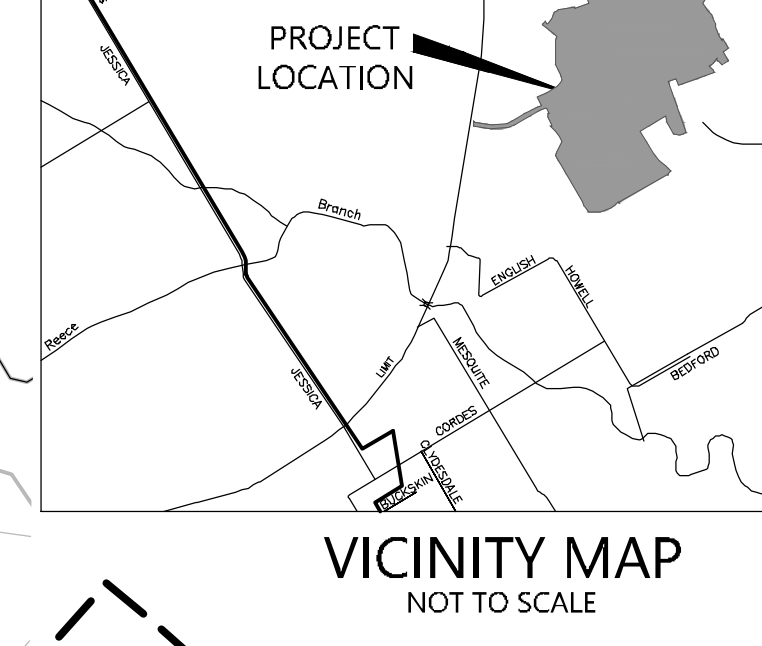 PROJECT
LOCATION
JESSICA
Branch
ENGLISH
HOWELL
Reece
LIMIT
MESQUITE
BEDFORD
JESSICA
CORDES
CLYDESDALE
BUCKSKIN
VICINITY MAP
NOT TO SCALE